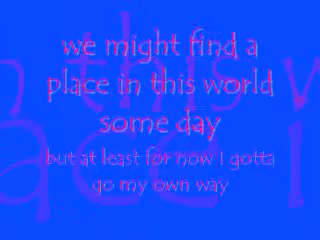 we might find a
place in this world
some day
but at least for now I gotta
go my own way